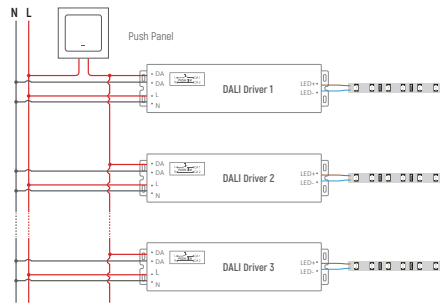 N L
Push Panel
DA
DA
L
N
DALI Driver 1
LED+
LED-
DA
DA
L
N
DALI Driver 2
LED+
LED-
DA
DA
L
N
DALI Driver 3
LED+
LED-